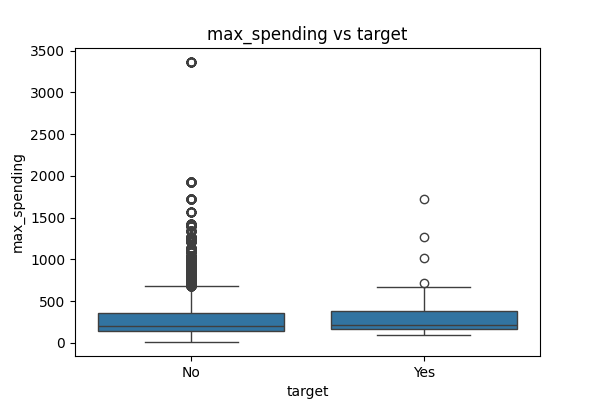 max_spending vs target
3500
3000
2500
2000
1500
1000
500
0
max_spending
No
Yes
target